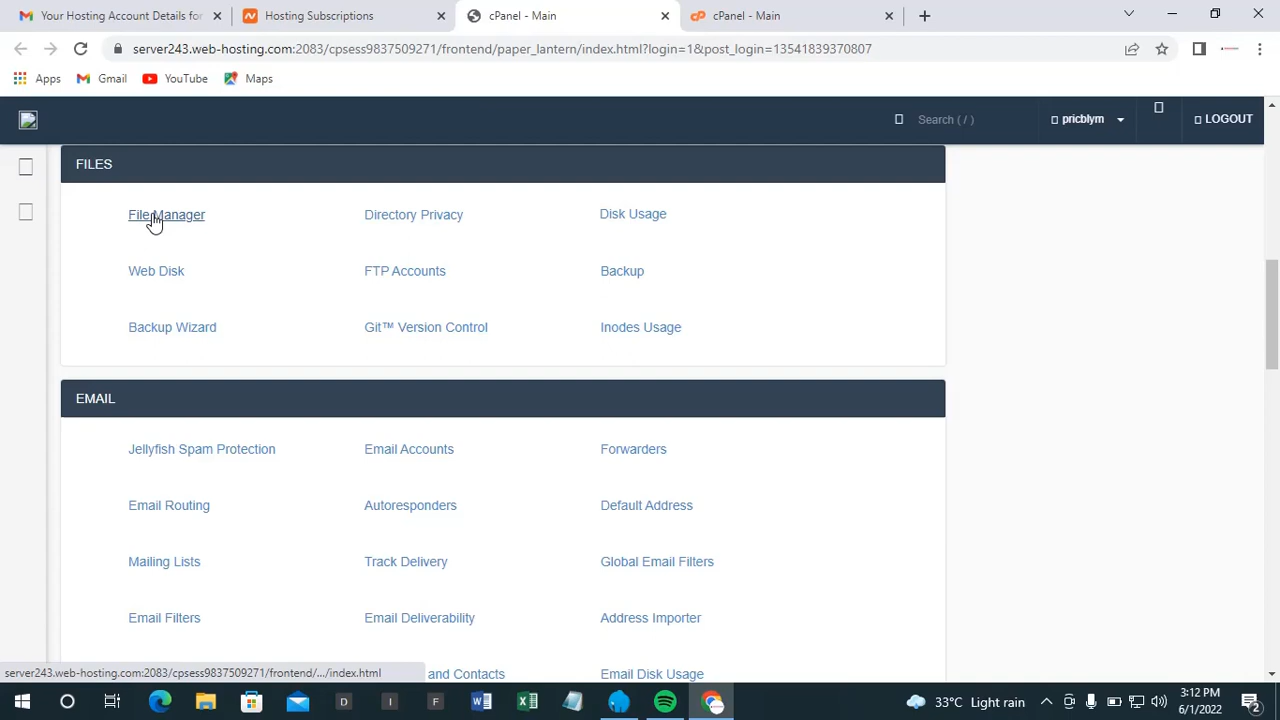 Your Hosting Account Details for
Hosting Subscriptions
cPanel - Main
cPanel - Main
server243.web-hosting.com:2083/cpsess9837509271/frontend/paper_lantern/index.html?login=1&post_login=13541839370807
Apps
Gmail
YouTube
Maps
Search ( / )
pricblym
LOGOUT
FILES
File Manager
Directory Privacy
Disk Usage
Web Disk
FTP Accounts
Backup
Backup Wizard
Git™ Version Control
Inodes Usage
EMAIL
Jellyfish Spam Protection
Email Accounts
Forwarders
Email Routing
Autoresponders
Default Address
Mailing Lists
Track Delivery
Global Email Filters
Email Filters
Email Deliverability
Address Importer
and Contacts
Email Disk Usage
server243.web-hosting.com:2083/cpsess9837509271/frontend/.../index.html
D
I
F
33°C Light rain
3:12 PM
6/1/2022
2